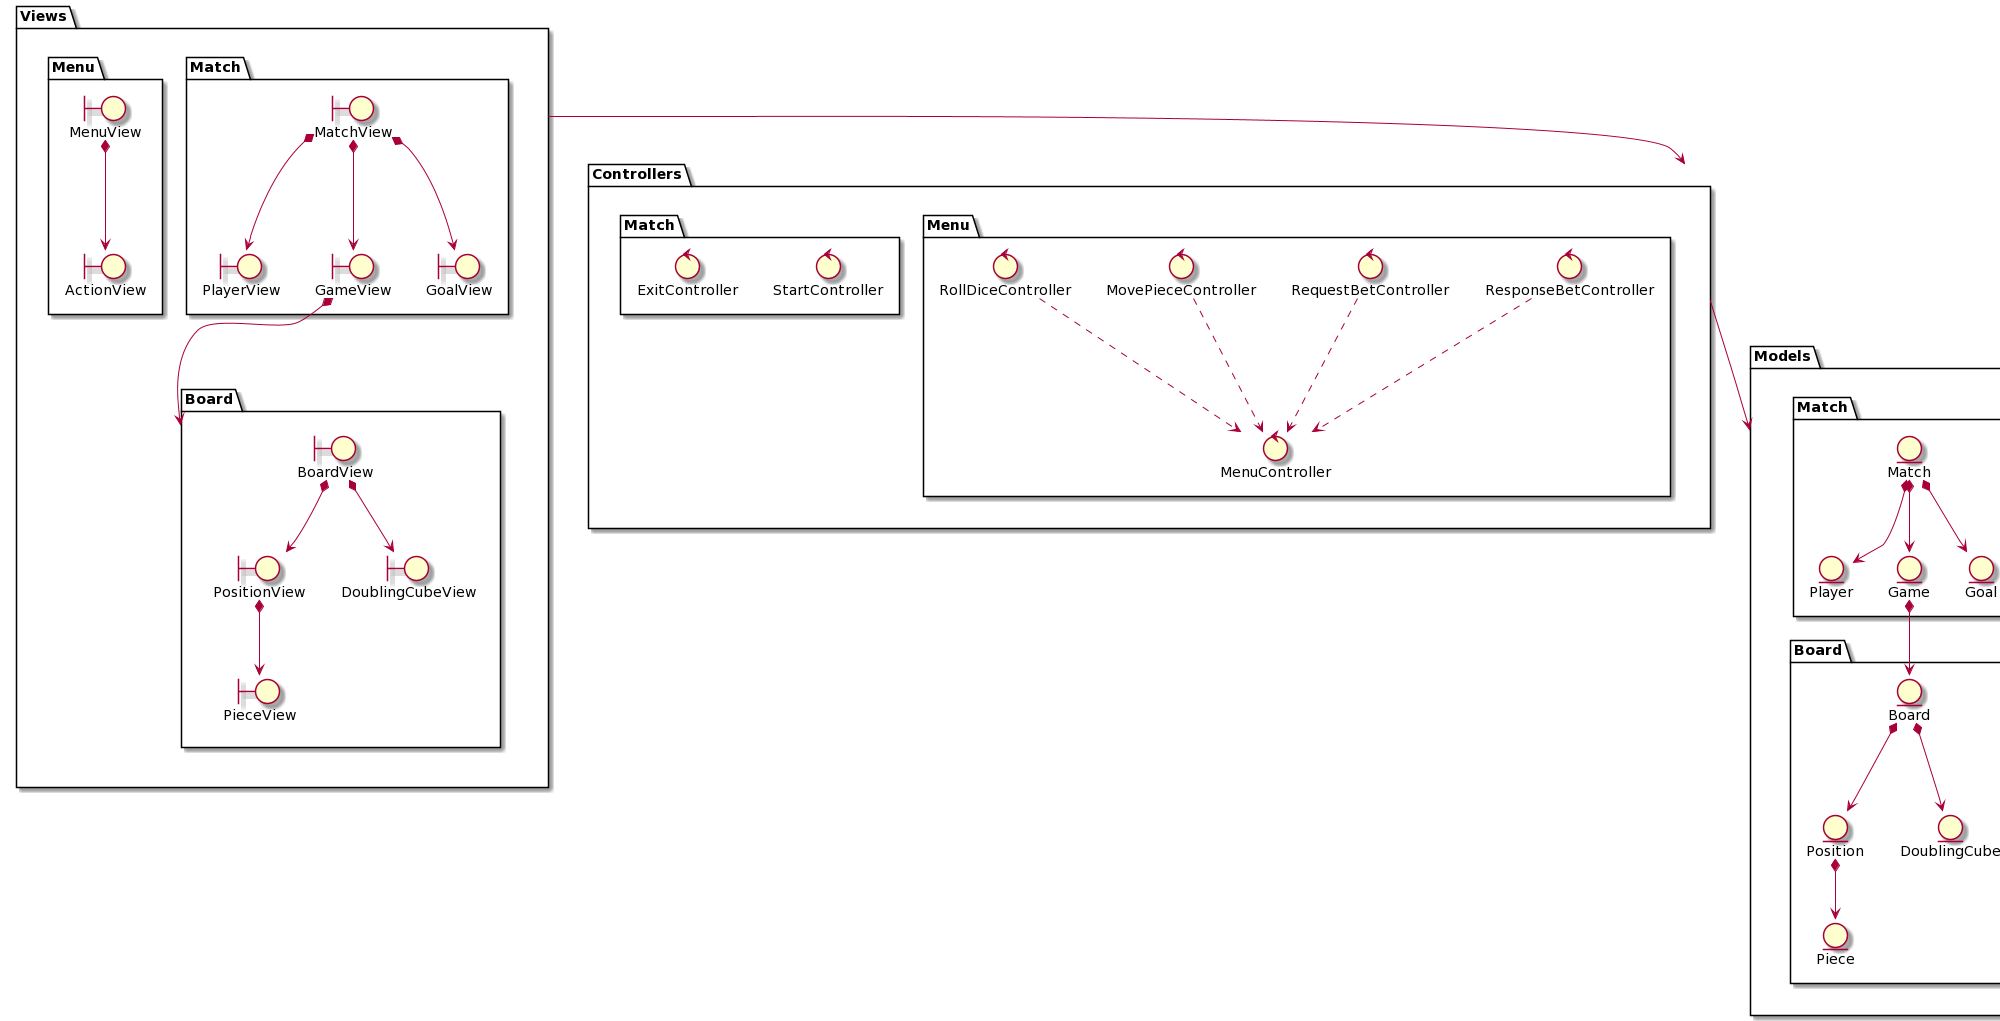 Views
Menu
MenuView
ActionView
Match
MatchView
PlayerView
GameView
GoalView
Board
BoardView
PositionView
DoublingCubeView
PieceView
Controllers
Match
ExitController
StartController
Menu
RollDiceController
MovePieceController
RequestBetController
ResponseBetController
MenuController
Models
Match
Match
Player
Game
Goal
Board
Board
Position
DoublingCube
Piece